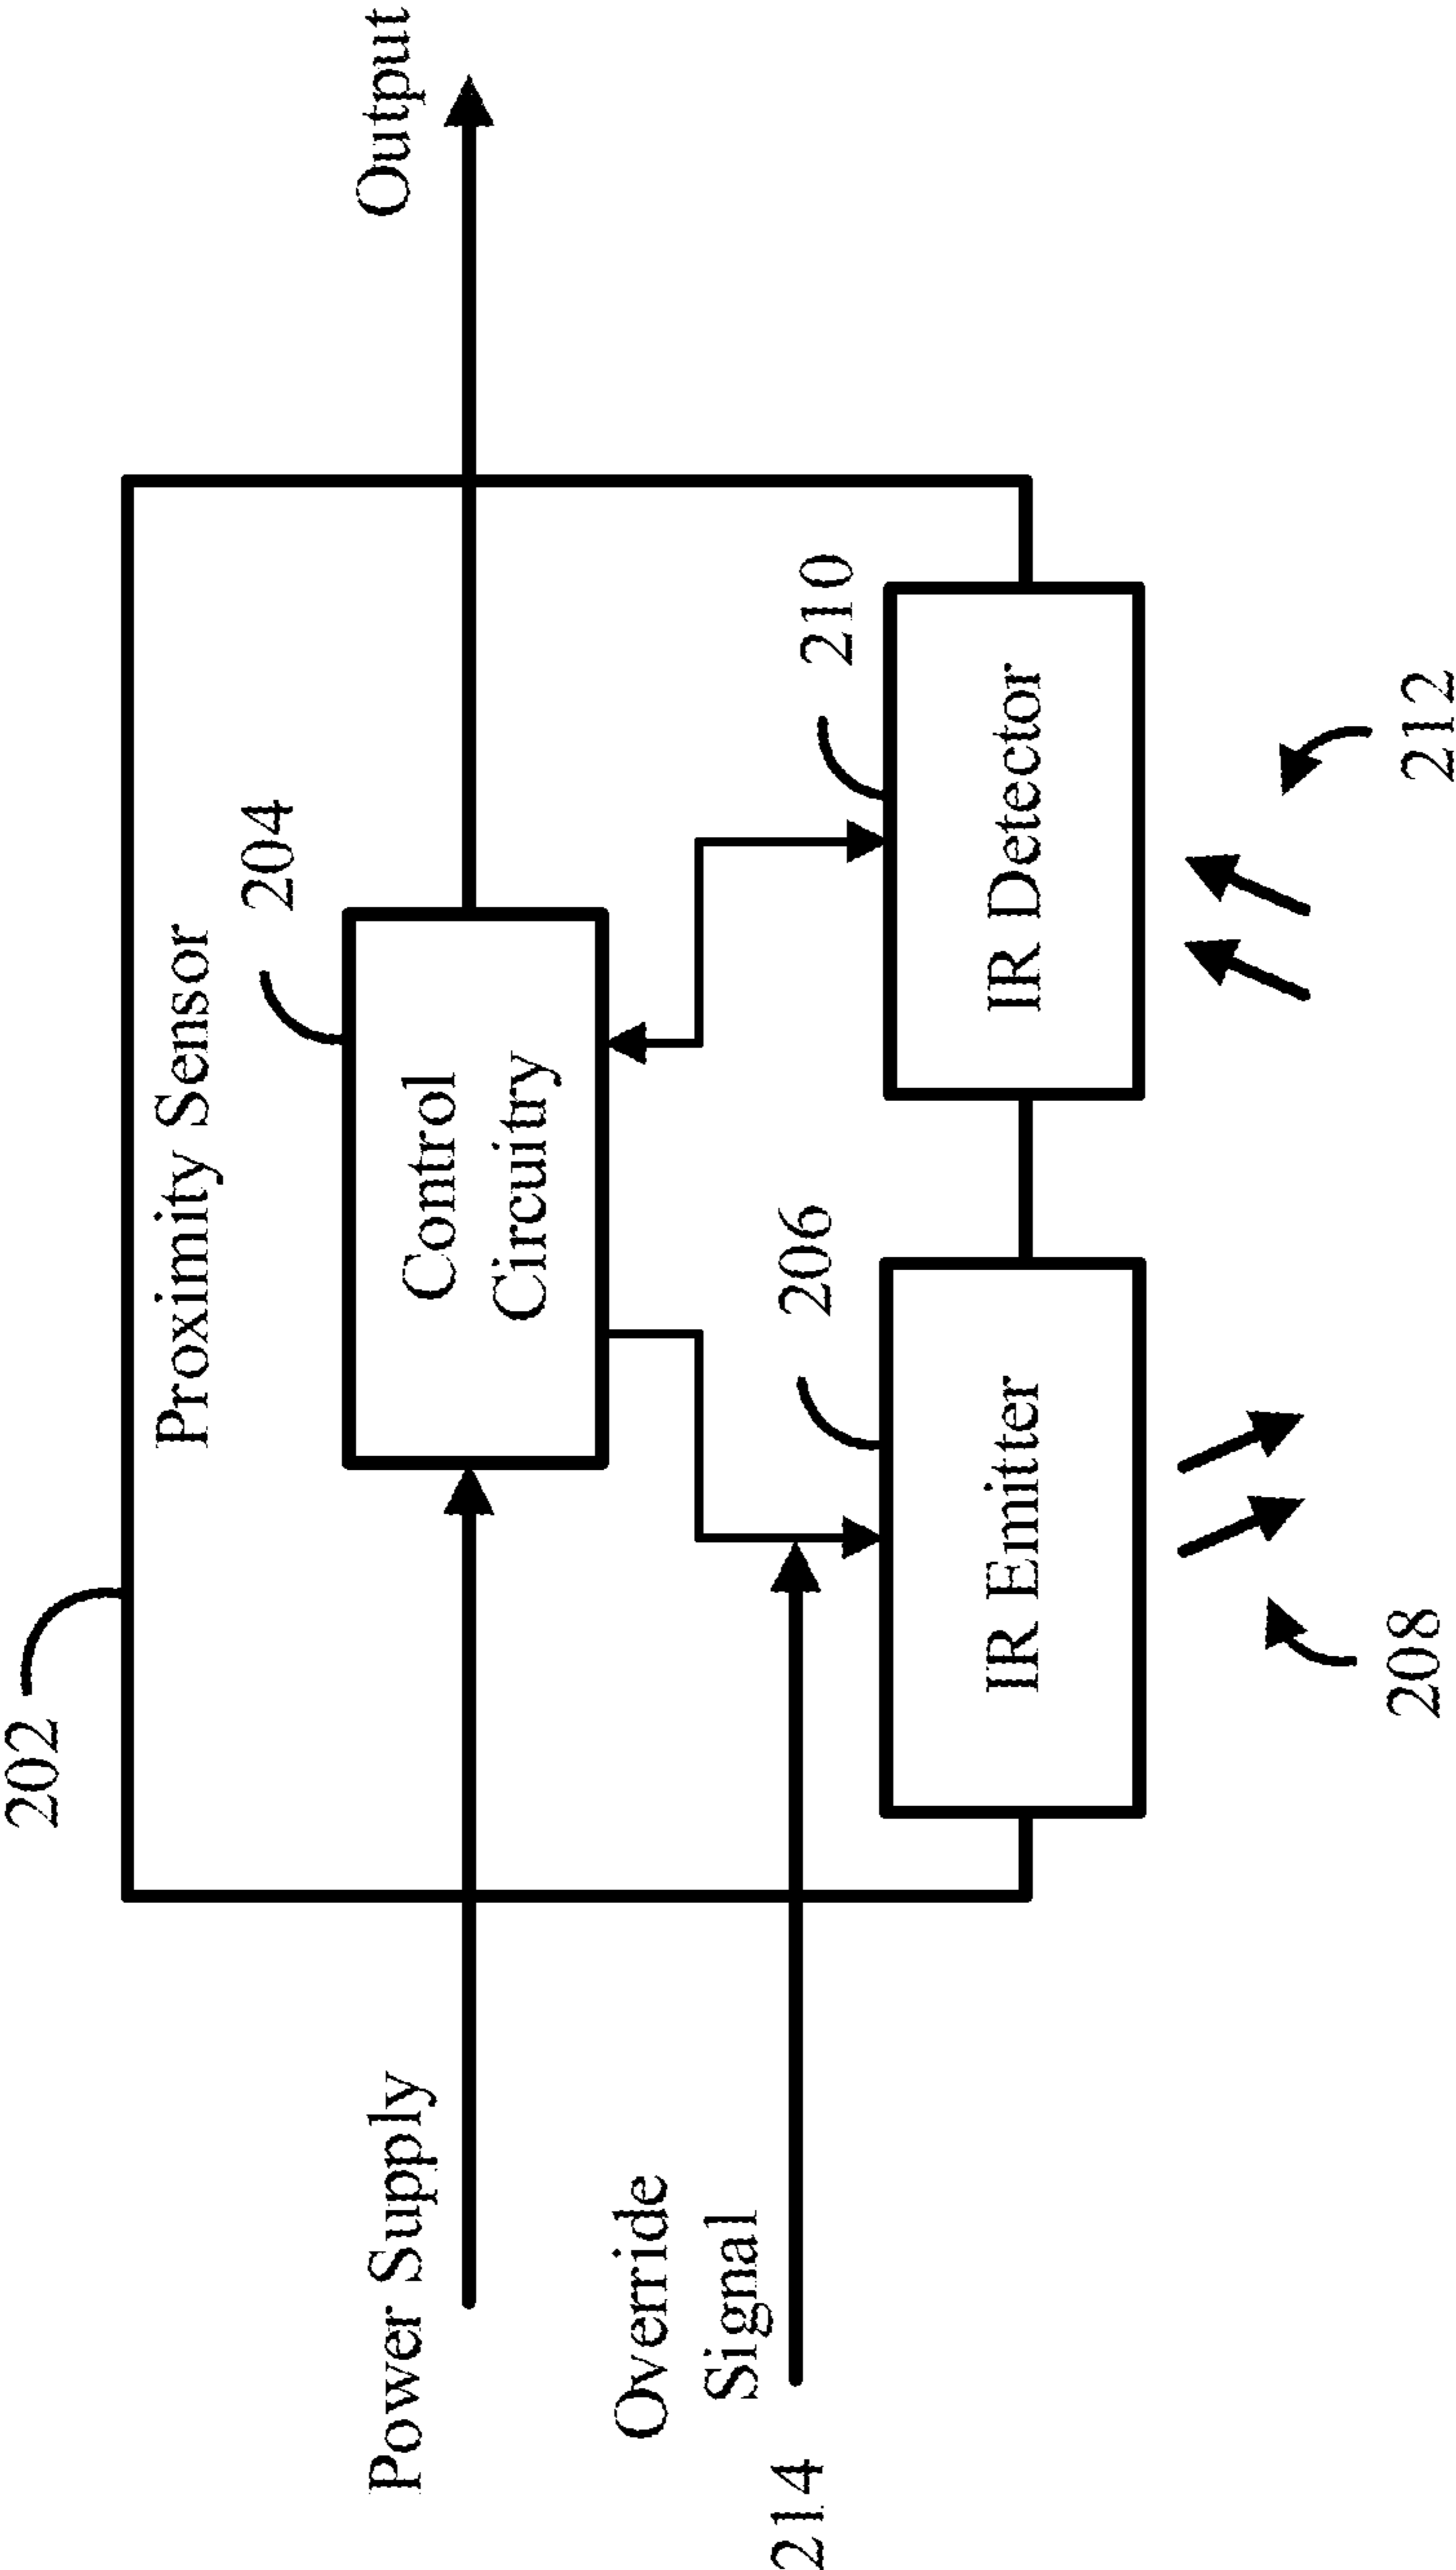 202
Proximity Sensor
204
Output
Power Supply
Control
Circuitry
Override
Signal
214
206
210
IR Emitter
IR Detector
208
212